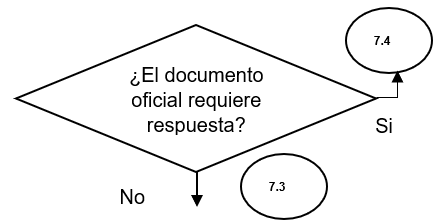 7.4
¿El documento
oficial requiere
respuesta?
Si
7.3
No